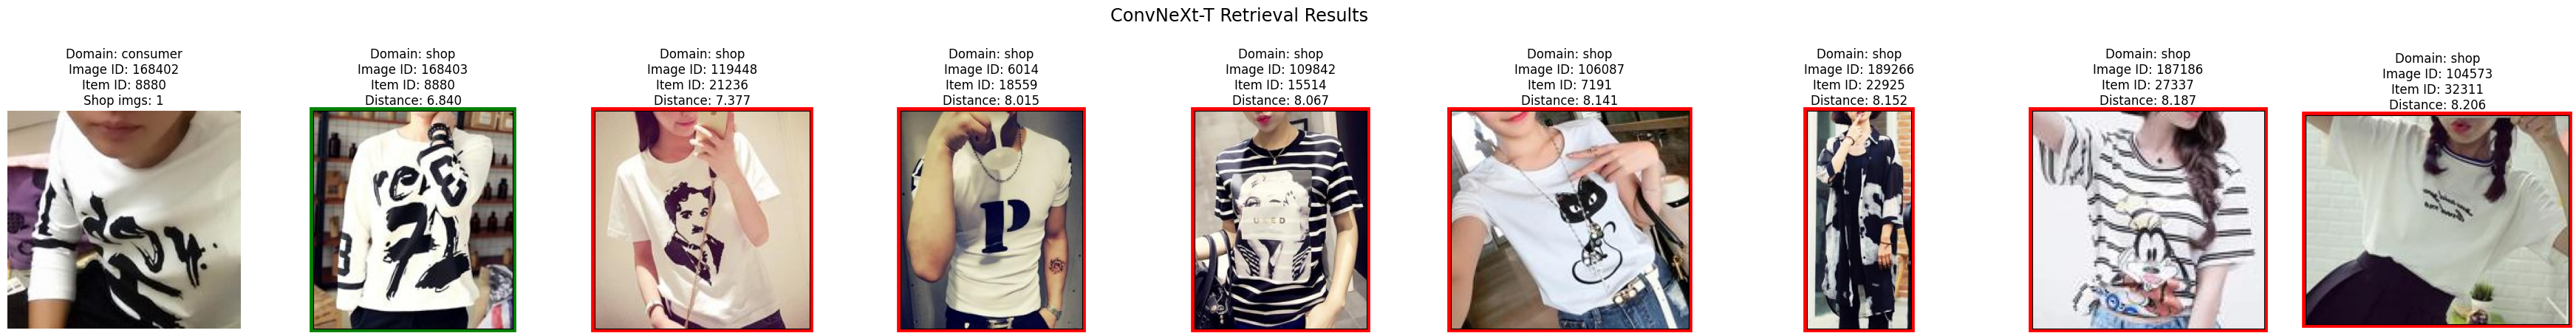 ConvNeXt-T Retrieval Results
Domain: consumer
Image ID: 168402
Item ID: 8880
Shop imgs: 1
Domain: shop
Image ID: 168403
Item ID: 8880
Distance: 6.840
Domain: shop
Image ID: 119448
Item ID: 21236
Distance: 7.377
Domain: shop
Image ID: 6014
Item ID: 18559
Distance: 8.015
Domain: shop
Image ID: 109842
Item ID: 15514
Distance: 8.067
Domain: shop
Image ID: 106087
Item ID: 7191
Distance: 8.141
Domain: shop
Image ID: 189266
Item ID: 22925
Distance: 8.152
Domain: shop
Image ID: 187186
Item ID: 27337
Distance: 8.187
Domain: shop
Image ID: 104573
Item ID: 32311
Distance: 8.206
71
P
USED